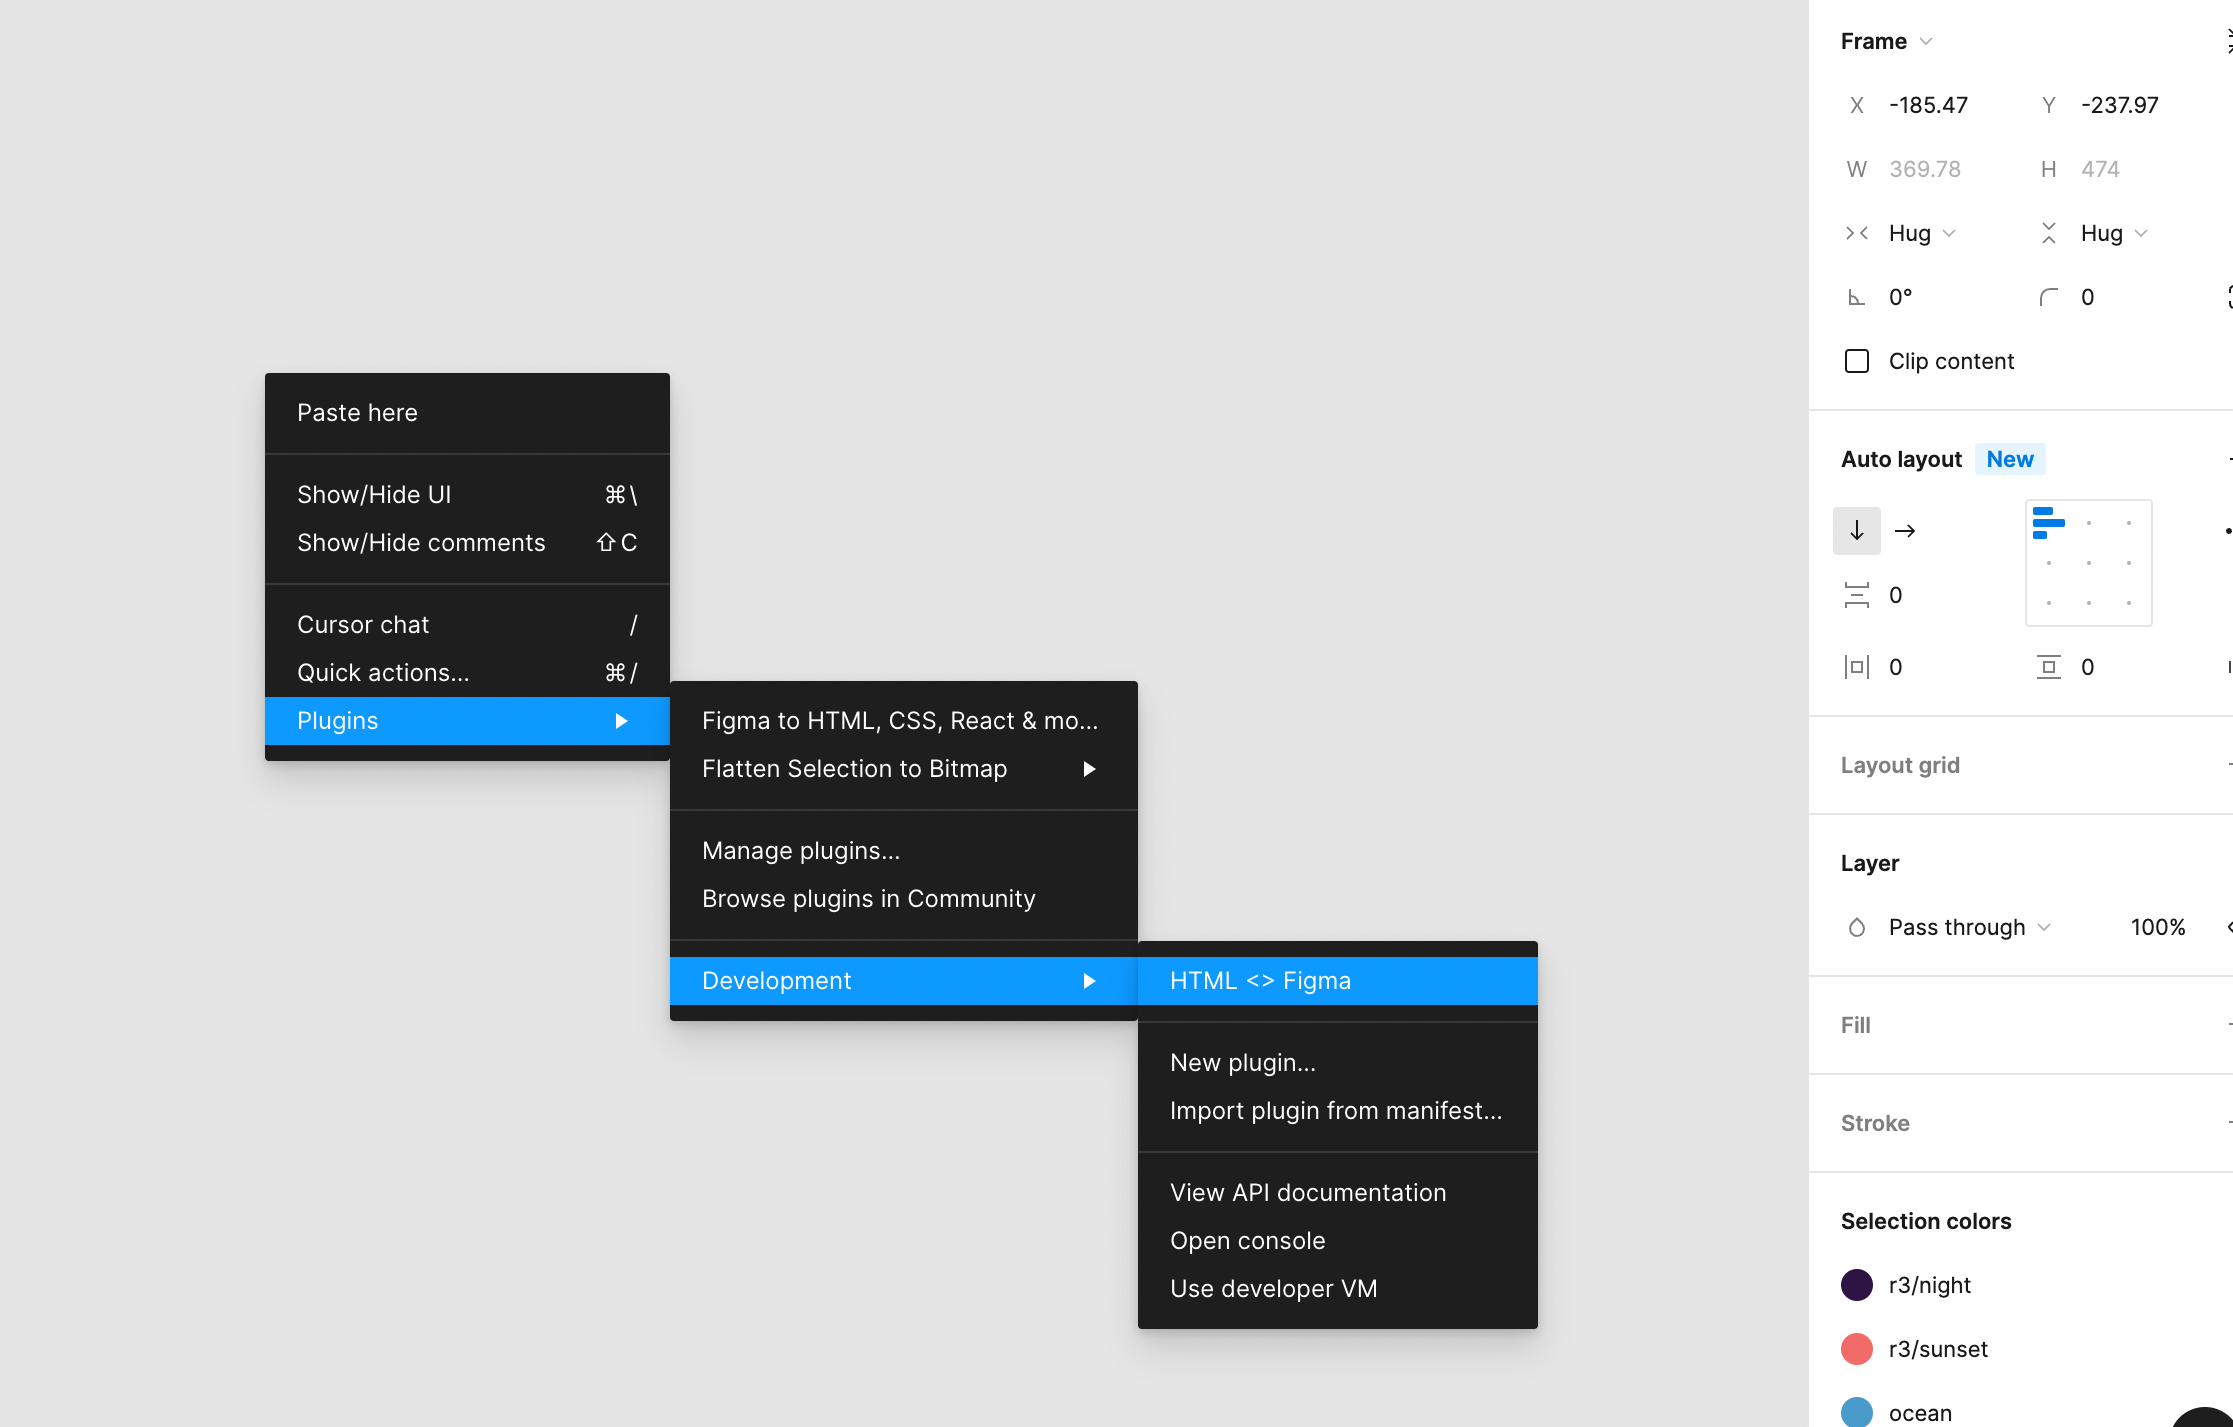 Paste here
Show/Hide UI ⌘\
Show/Hide comments ⇧C
Cursor chat /
Quick actions... ⌘/
Plugins
Figma to HTML, CSS, React & mo...
Flatten Selection to Bitmap
Manage plugins...
Browse plugins in Community
Development
HTML <> Figma
New plugin...
Import plugin from manifest...
View API documentation
Open console
Use developer VM
Frame
X -185.47 Y -237.97
W 369.78 H 474
Hug Hug
0° 0
Clip content
Auto layout New
0
0 0
Layout grid
Layer
Pass through 100%
Fill
Stroke
Selection colors
r3/night
r3/sunset
ocean